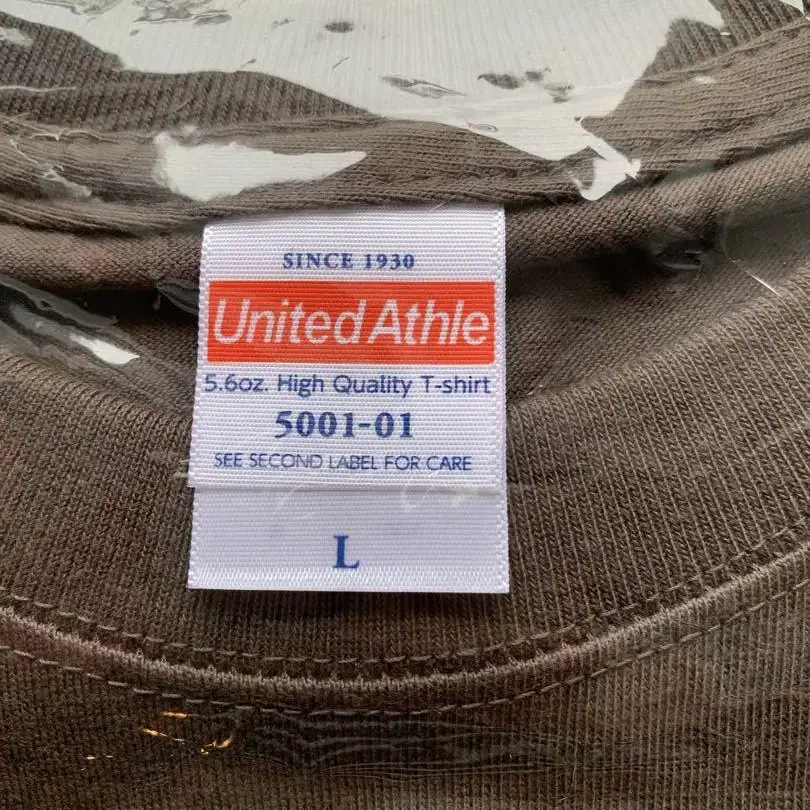 SINCE 1930
United Athle
5.6oz. High Quality T-shirt
5001-01
SEE SECOND LABEL FOR CARE
L